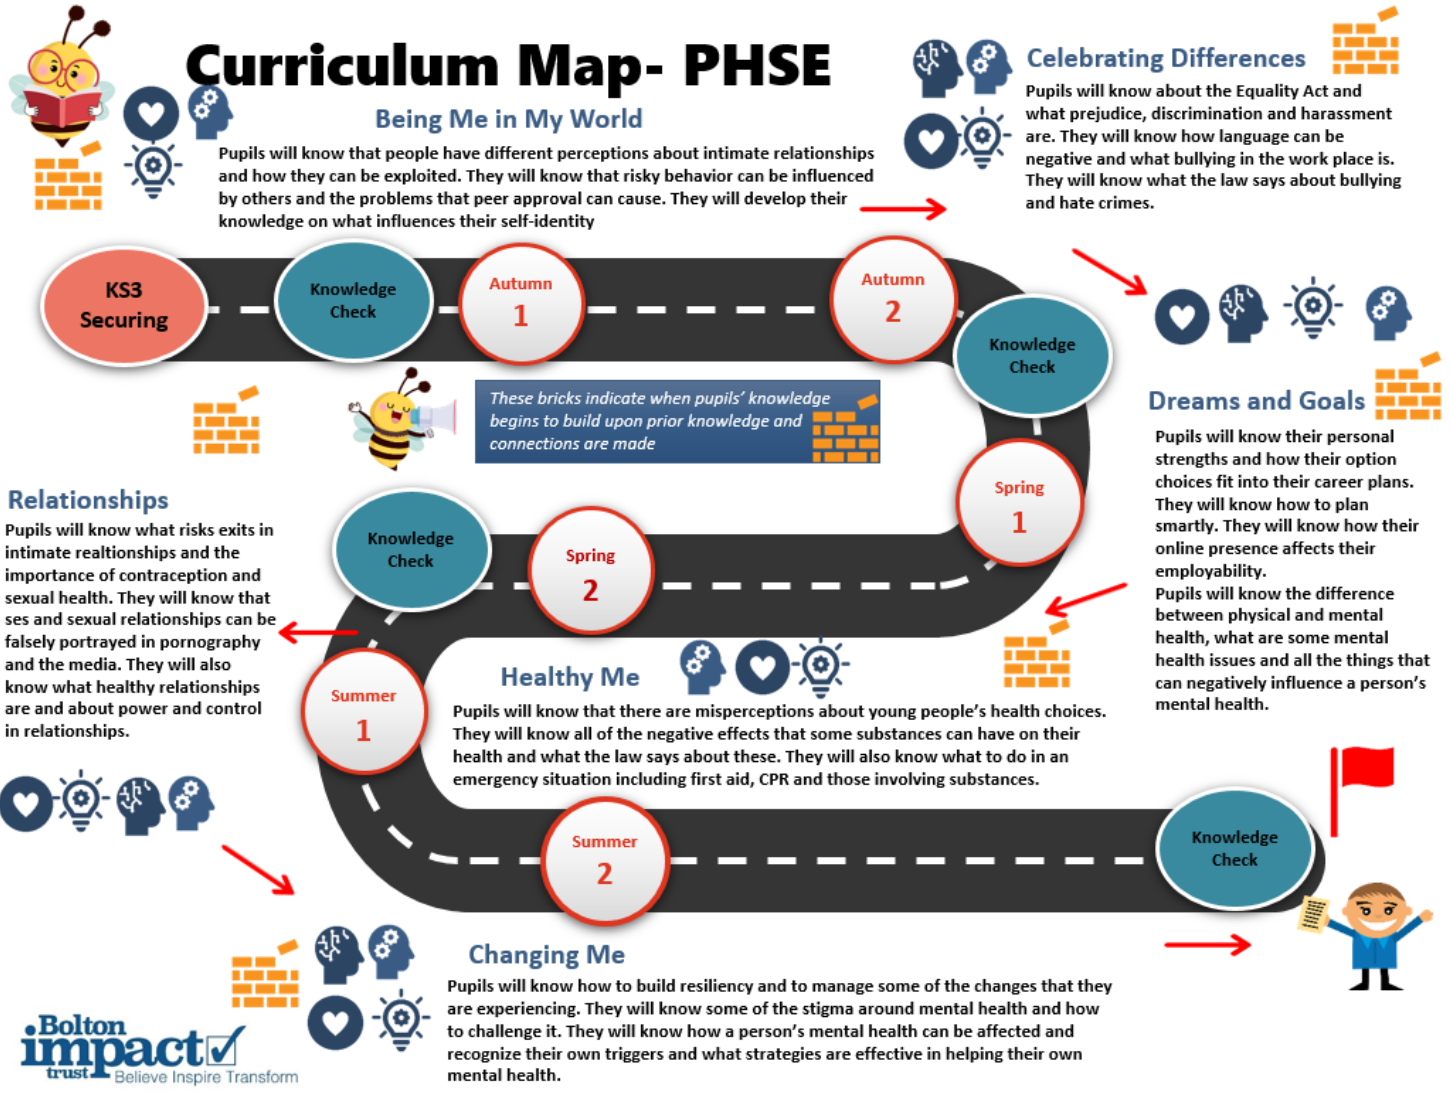 Curriculum Map- PHSE
Being Me in My World
Pupils will know that people have different perceptions about intimate relationships
and how they can be exploited. They will know that risky behavior can be influenced
by others and the problems that peer approval can cause. They will develop their
knowledge on what influences their self-identity
Celebrating Differences
Pupils will know about the Equality Act and
what prejudice, discrimination and harassment
are. They will know how language can be
negative and what bullying in the work place is.
They will know what the law says about bullying
and hate crimes.
KS3
Securing
Knowledge
Check
Autumn
1
Autumn
2
Knowledge
Check
These bricks indicate when pupils' knowledge
begins to build upon prior knowledge and
connections are made
Dreams and Goals
Pupils will know their personal
strengths and how their option
choices fit into their career plans.
They will know how to plan
smartly. They will know how their
online presence affects their
employability.
Pupils will know the difference
between physical and mental
health, what are some mental
health issues and all the things that
can negatively influence a person's
mental health.
Spring
1
Spring
2
Knowledge
Check
Relationships
Pupils will know what risks exits in
intimate realtionships and the
importance of contraception and
sexual health. They will know that
ses and sexual relationships can be
falsely portrayed in pornography
and the media. They will also
know what healthy relationships
are and about power and control
in relationships.
Healthy Me
Pupils will know that there are misperceptions about young people's health choices.
They will know all of the negative effects that some substances can have on their
health and what the law says about these. They will also know what to do in an
emergency situation including first aid, CPR and those involving substances.
Summer
1
Summer
2
Knowledge
Check
Changing Me
Pupils will know how to build resiliency and to manage some of the changes that they
are experiencing. They will know some of the stigma around mental health and how
to challenge it. They will know how a person's mental health can be affected and
recognize their own triggers and what strategies are effective in helping their own
mental health.
Bolton
impact
trust
Believe Inspire Transform